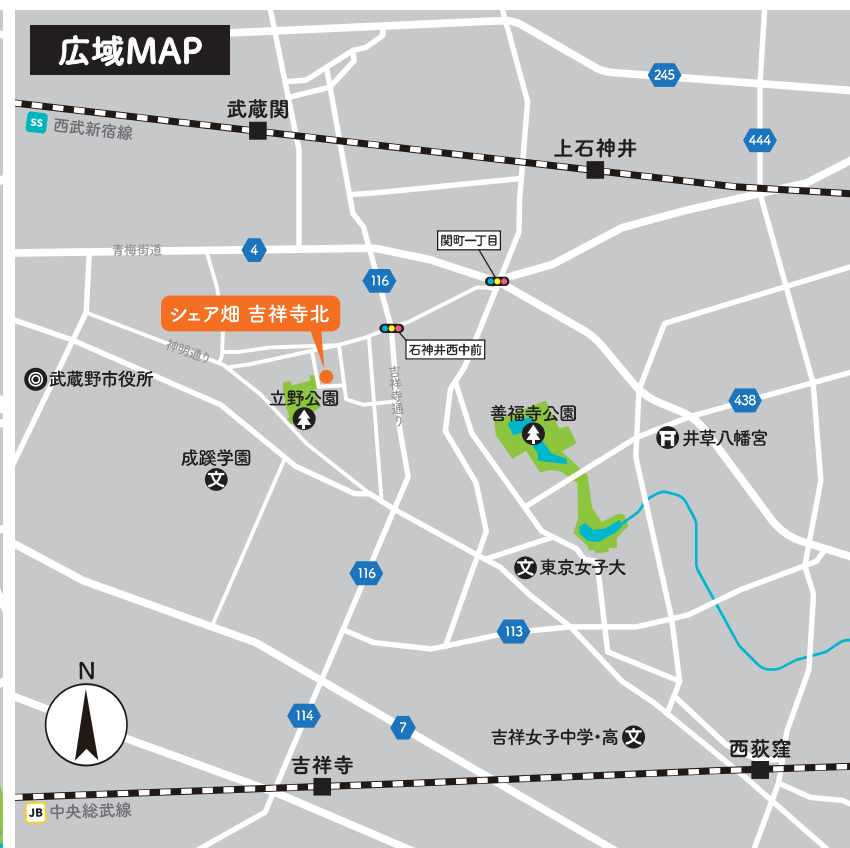 広域MAP
245
武蔵関
SS 西武新宿線
444
上石神井
関町一丁目
青梅街道
4
116
シェア畑 吉祥寺北
神明通り
石神井西中前
武蔵野市役所
吉祥寺通り
立野公園
438
善福寺公園
井草八幡宮
成蹊学園
文
116
文 東京女子大
113
N
114
7
吉祥女子中学・高 文
西荻窪
吉祥寺
JB 中央総武線